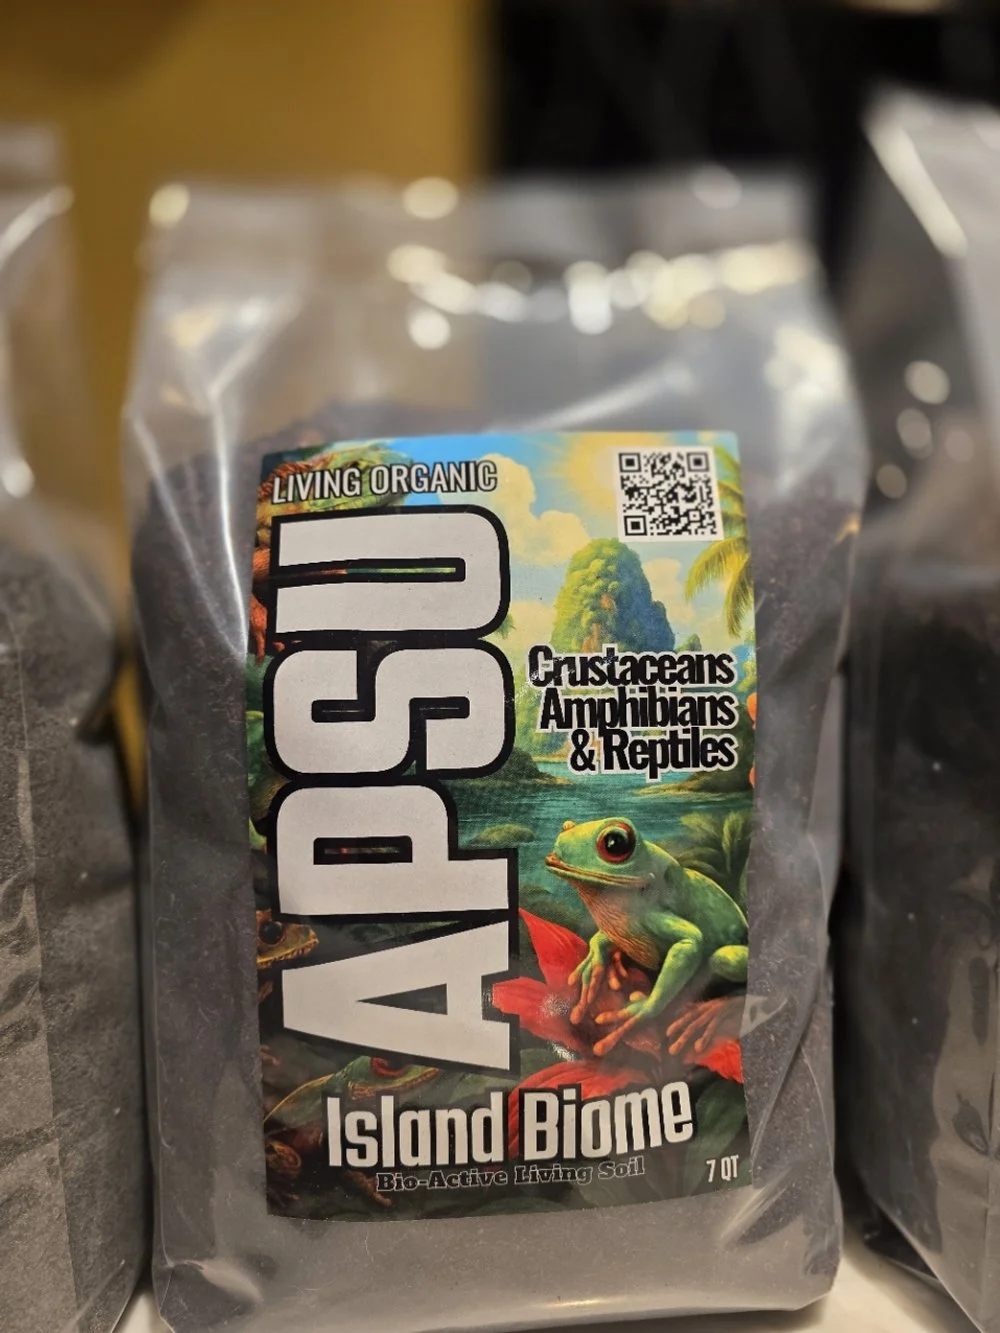 LIVING ORGANIC
APSU
Crustaceans
Amphibians
& Reptiles
Island Biome
Bio-Active Living Soil
7 QT